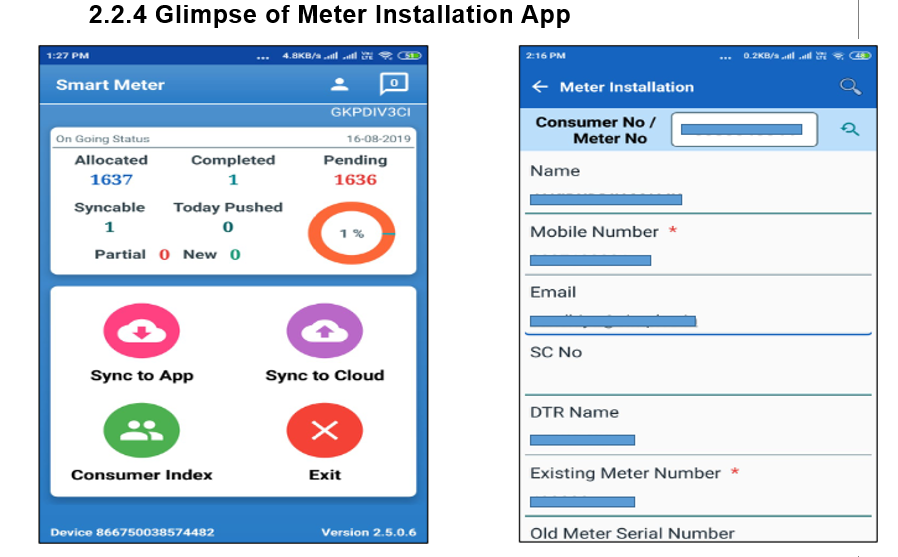 2.2.4 Glimpse of Meter Installation App
1:27 PM ... 4.8KB/s 51
Smart Meter 0
GKPDIV3CI
On Going Status 16-08-2019
Allocated Completed Pending
1637 1 1636
Syncable Today Pushed
1 0
1 %
Partial 0 New 0
Sync to App Sync to Cloud
Consumer Index Exit
Device 866750038574482 Version 2.5.0.6
2:16 PM ... 0.2KB/s 48
Meter Installation
Consumer No /
Meter No
Name
Mobile Number *
Email
SC No
DTR Name
Existing Meter Number *
Old Meter Serial Number